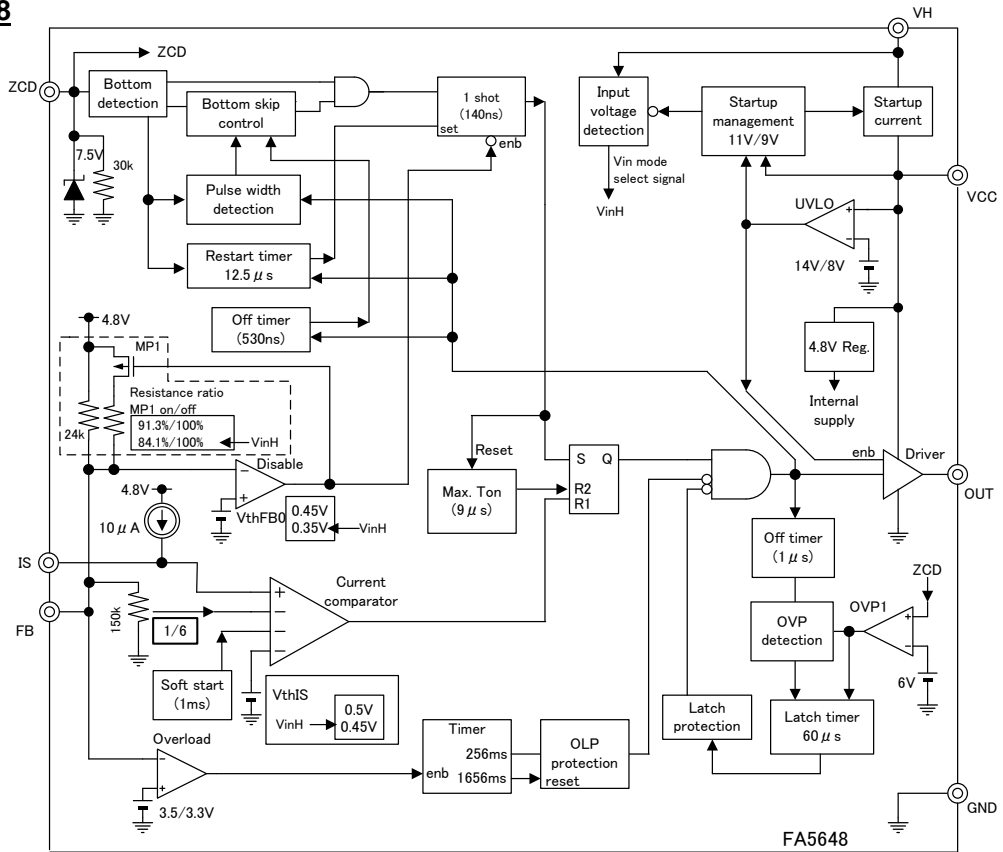 8
VH
ZCD
ZCD
Bottom
detection
Bottom skip
control
1 shot
(140ns)
set
enb
Input
voltage
detection
Startup
management
11V/9V
Startup
current
7.5V
30k
Pulse width
detection
Vin mode
select signal
VinH
VCC
UVLO
14V/8V
Restart timer
12.5μs
Off timer
(530ns)
4.8V
MP1
4.8V Reg.
Internal
supply
Resistance ratio
MP1 on/off
91.3%/100%
84.1%/100%
VinH
24k
Disable
4.8V
VthFB0
0.45V
0.35V
VinH
10μA
Reset
Max. Ton
(9μs)
S Q
R2
R1
enb
Driver
OUT
Off timer
(1μs)
IS
FB
150k
1/6
Current
comparator
ZCD
OVP1
OVP
detection
6V
Soft start
(1ms)
VthIS
VinH
0.5V
0.45V
Latch
protection
Latch timer
60μs
Overload
3.5/3.3V
Timer
256ms
enb
1656ms
OLP
protection
reset
GND
FA5648